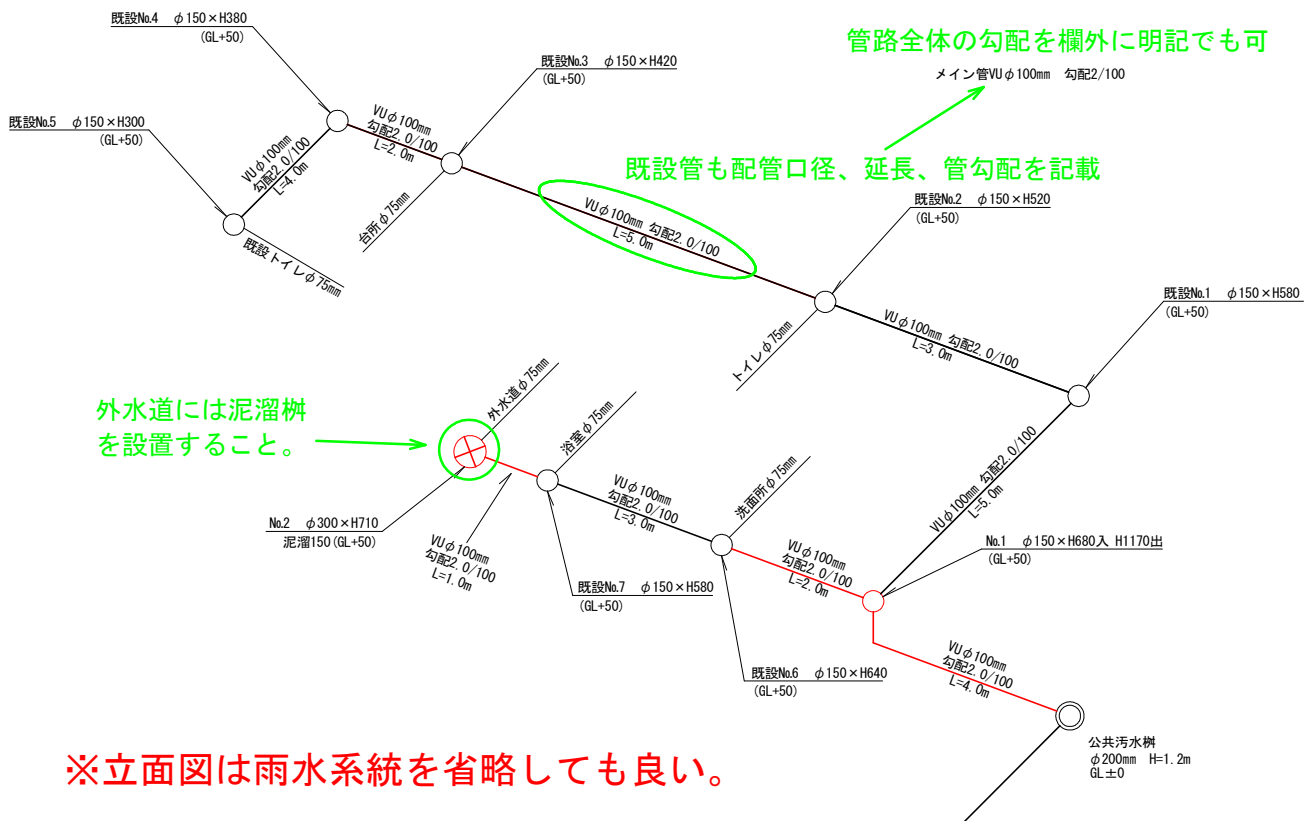 既設No.4 φ150×H380
(GL+50)
管路全体の勾配を欄外に明記でも可
メイン管VUφ100mm 勾配2/100
既設No.3 φ150×H420
(GL+50)
既設No.5 φ150×H300
(GL+50)
VUφ100mm
勾配2.0/100
L=2.0m
VUφ100mm
勾配2.0/100
L=4.0m
既設管も配管口径、延長、管勾配を記載
既設No.2 φ150×H520
(GL+50)
台所φ75mm
VUφ100mm 勾配2.0/100
L=5.0m
既設トイレφ75mm
既設No.1 φ150×H580
(GL+50)
VUφ100mm 勾配2.0/100
L=3.0m
トイレφ75mm
外水道には泥溜桝
を設置すること。
外水道φ75mm
浴室φ75mm
洗面所φ75mm
VUφ100mm 勾配2.0/100
L=5.0m
VUφ100mm
勾配2.0/100
L=3.0m
No.2 φ300×H710
泥溜150(GL+50)
VUφ100mm
勾配2.0/100
L=1.0m
VUφ100mm
勾配2.0/100
L=2.0m
No.1 φ150×H680入 H1170出
(GL+50)
既設No.7 φ150×H580
(GL+50)
VUφ100mm
勾配2.0/100
L=4.0m
既設No.6 φ150×H640
(GL+50)
公共汚水桝
φ200mm H=1.2m
GL±0
※立面図は雨水系統を省略しても良い。